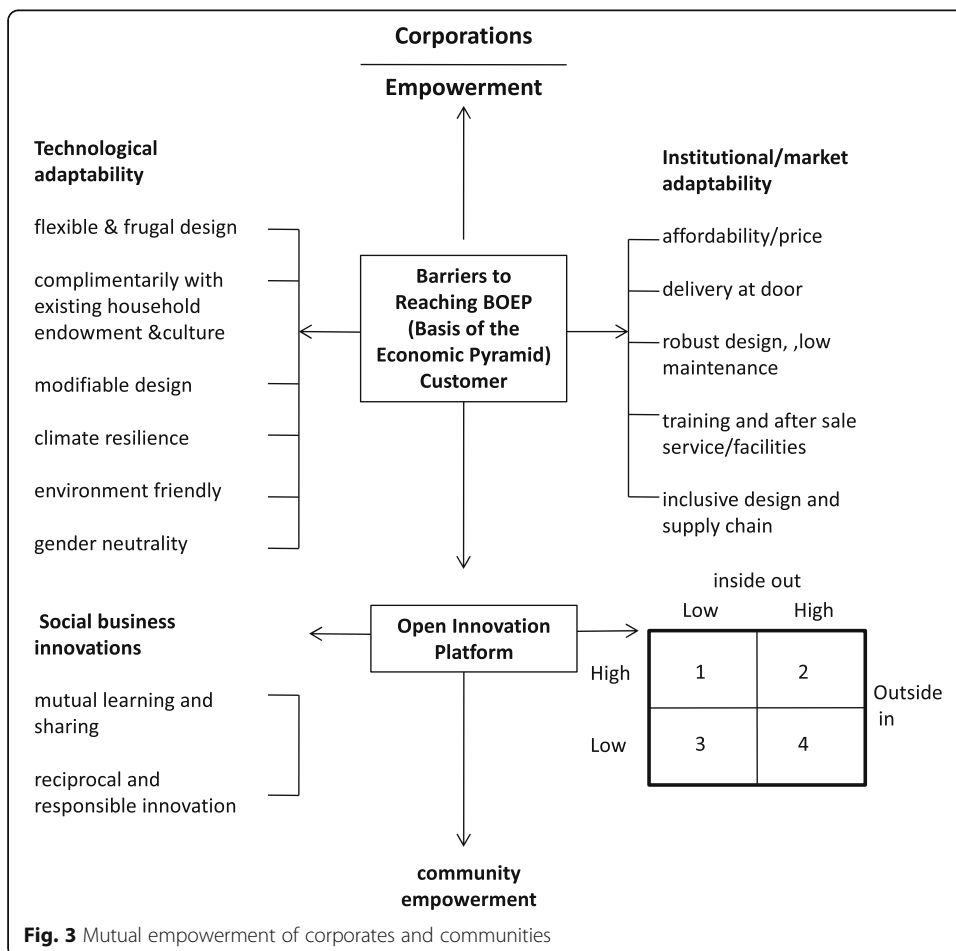 Corporations
Empowerment
Technological
adaptability
flexible & frugal design
complimentarily with
existing household
endowment &culture
modifiable design
climate resilience
environment friendly
gender neutrality
Barriers to
Reaching BOEP
(Basis of the
Economic Pyramid)
Customer
Institutional/market
adaptability
affordability/price
delivery at door
robust design, ,low
maintenance
training and after sale
service/facilities
inclusive design and
supply chain
Social business
innovations
mutual learning and
sharing
reciprocal and
responsible innovation
Open Innovation
Platform
inside out
Low High
High 1 2
Outside
in
Low 3 4
community
empowerment
Fig. 3 Mutual empowerment of corporates and communities